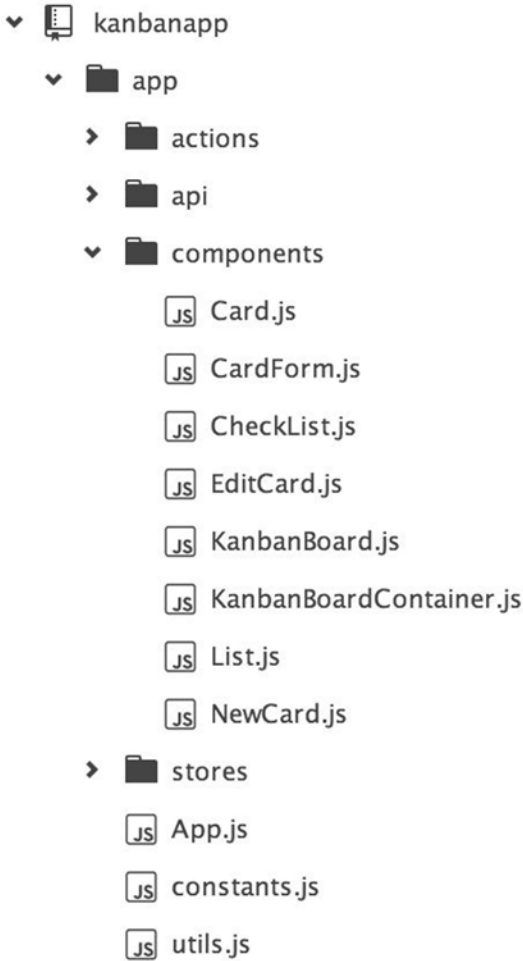 kanbanapp
app
actions
api
components
JS Card.js
JS CardForm.js
JS CheckList.js
JS EditCard.js
JS KanbanBoard.js
JS KanbanBoardContainer.js
JS List.js
JS NewCard.js
stores
JS App.js
JS constants.js
JS utils.js